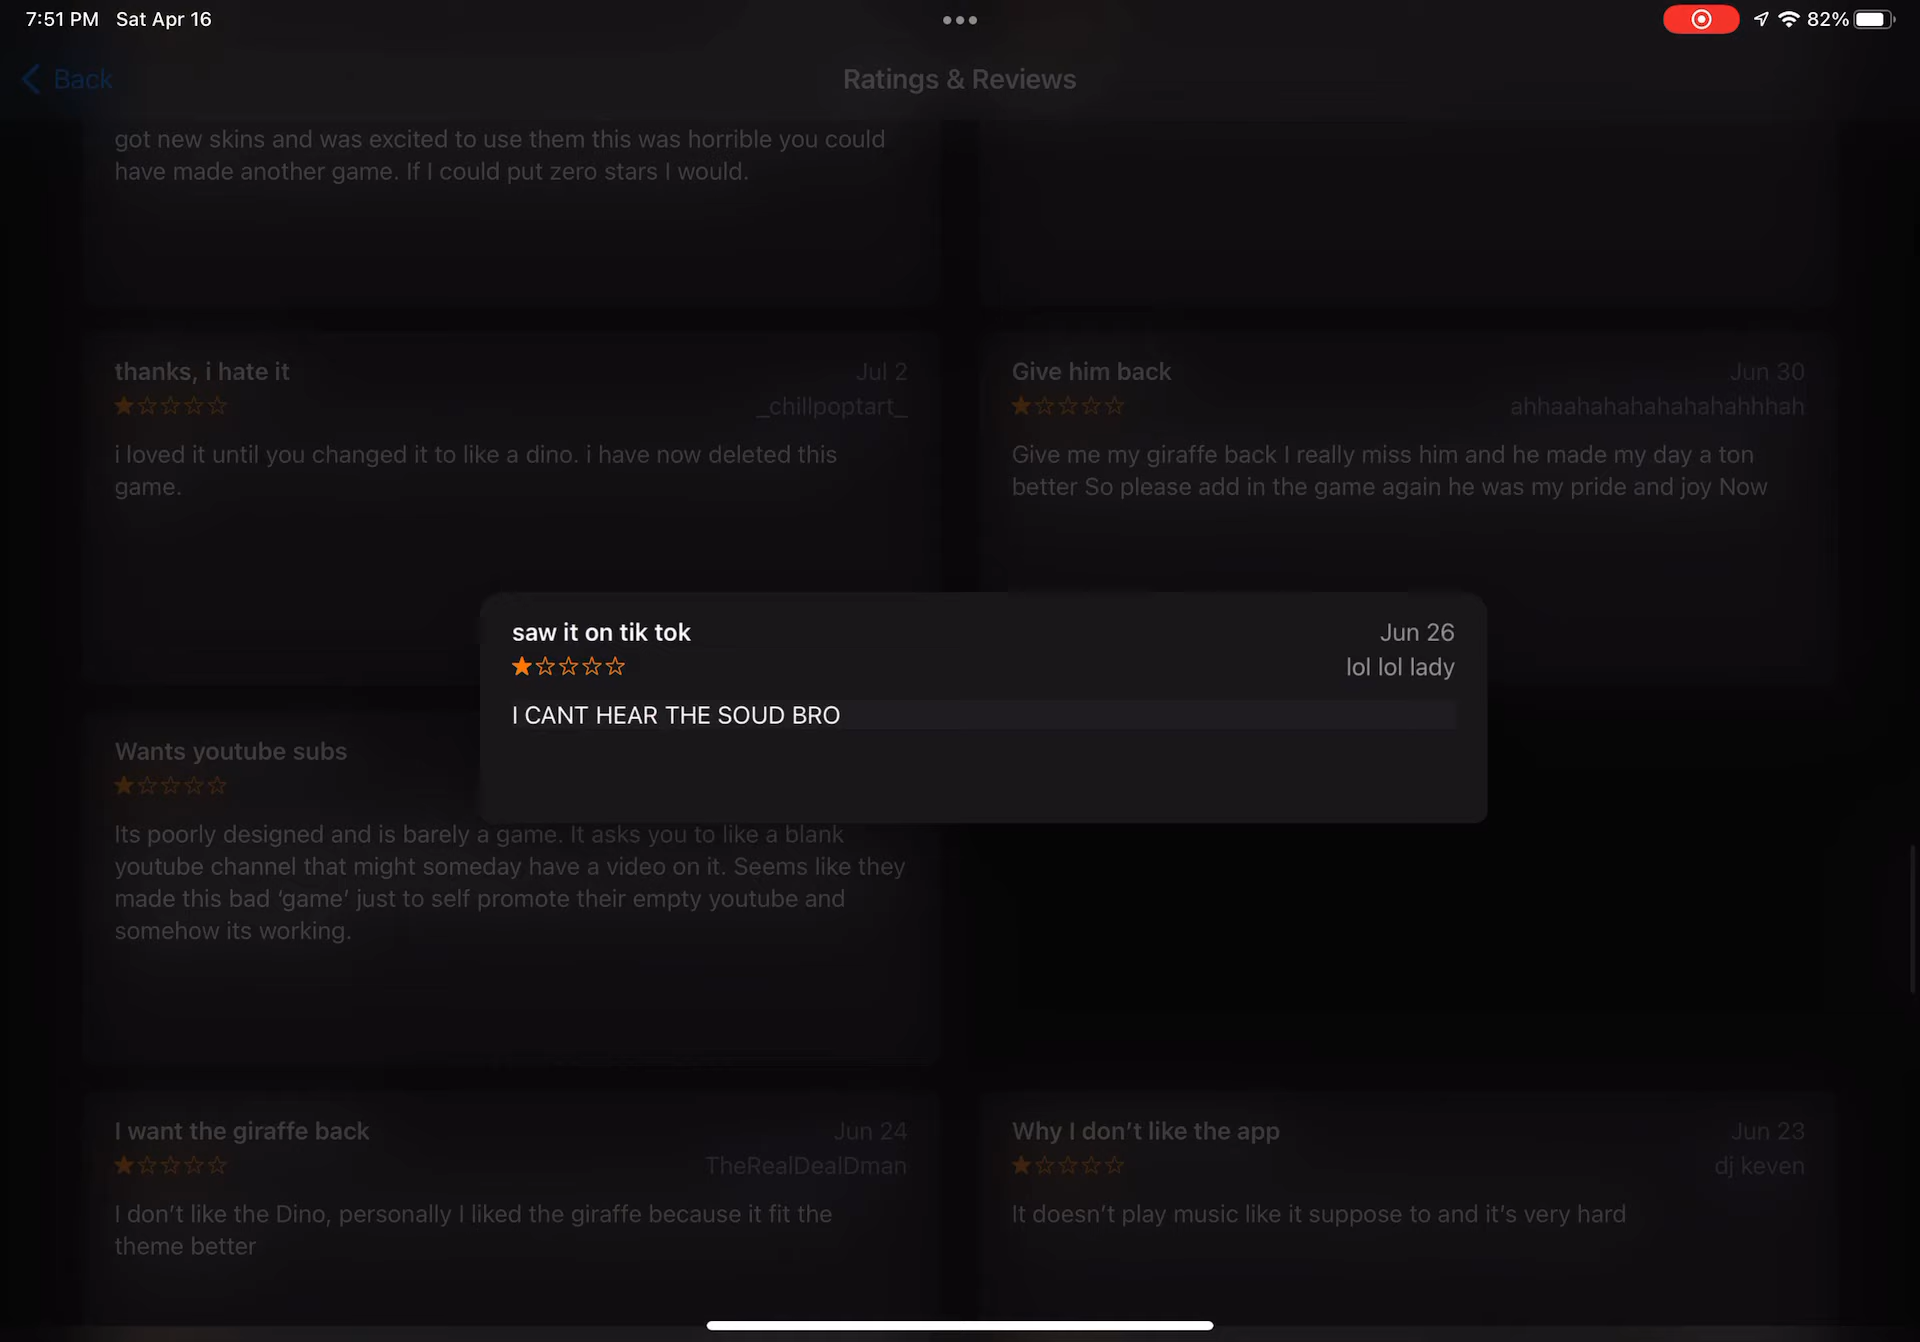 7:51 PM Sat Apr 16
82%
Back
Ratings & Reviews
got new skins and was excited to use them this was horrible you could
have made another game. If I could put zero stars I would.
thanks, i hate it
Jul 2
_chillpoptart_
i loved it until you changed it to like a dino. i have now deleted this
game.
Give him back
Jun 30
ahhaahahahahahahhhah
Give me my giraffe back I really miss him and he made my day a ton
better So please add in the game again he was my pride and joy Now
saw it on tik tok
Jun 26
lol lol lady
I CANT HEAR THE SOUD BRO
Wants youtube subs
Its poorly designed and is barely a game. It asks you to like a blank
youtube channel that might someday have a video on it. Seems like they
made this bad ‘game’ just to self promote their empty youtube and
somehow its working.
I want the giraffe back
Jun 24
TheRealDealDman
I don’t like the Dino, personally I liked the giraffe because it fit the
theme better
Why I don’t like the app
Jun 23
dj keven
It doesn’t play music like it suppose to and it’s very hard